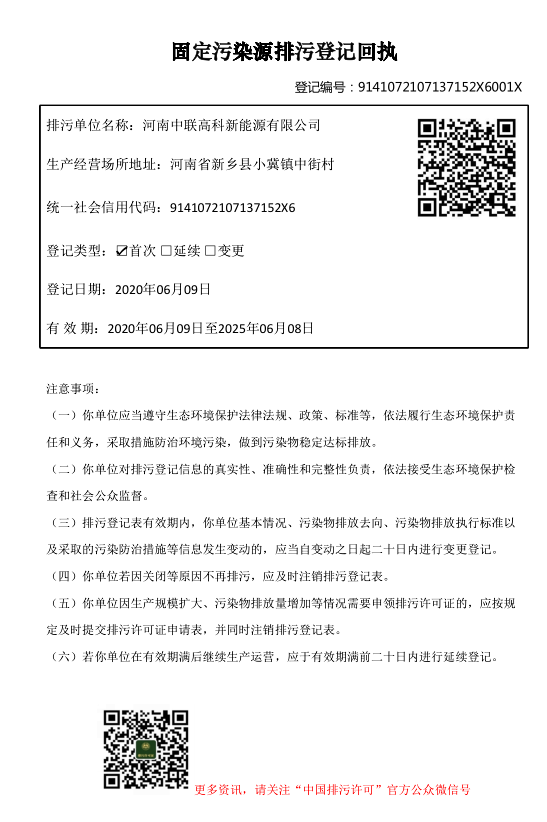 固定污染源排污登记回执
登记编号：9141072107137152X6001X
排污单位名称：河南中联高科新能源有限公司
生产经营场所地址：河南省新乡县小冀镇中街村
统一社会信用代码：9141072107137152X6
登记类型：☑首次 □延续 □变更
登记日期：2020年06月09日
有 效 期：2020年06月09日至2025年06月08日
注意事项：
（一）你单位应当遵守生态环境保护法律法规、政策、标准等，依法履行生态环境保护责
任和义务，采取措施防治环境污染，做到污染物稳定达标排放。
（二）你单位对排污登记信息的真实性、准确性和完整性负责，依法接受生态环境保护检
查和社会公众监督。
（三）排污登记表有效期内，你单位基本情况、污染物排放去向、污染物排放执行标准以
及采取的污染防治措施等信息发生变动的，应当自变动之日起二十日内进行变更登记。
（四）你单位若因关闭等原因不再排污，应及时注销排污登记表。
（五）你单位因生产规模扩大、污染物排放量增加等情况需要申领排污许可证的，应按规
定及时提交排污许可证申请表，并同时注销排污登记表。
（六）若你单位在有效期满后继续生产运营，应于有效期满前二十日内进行延续登记。
更多资讯，请关注“中国排污许可”官方公众微信号